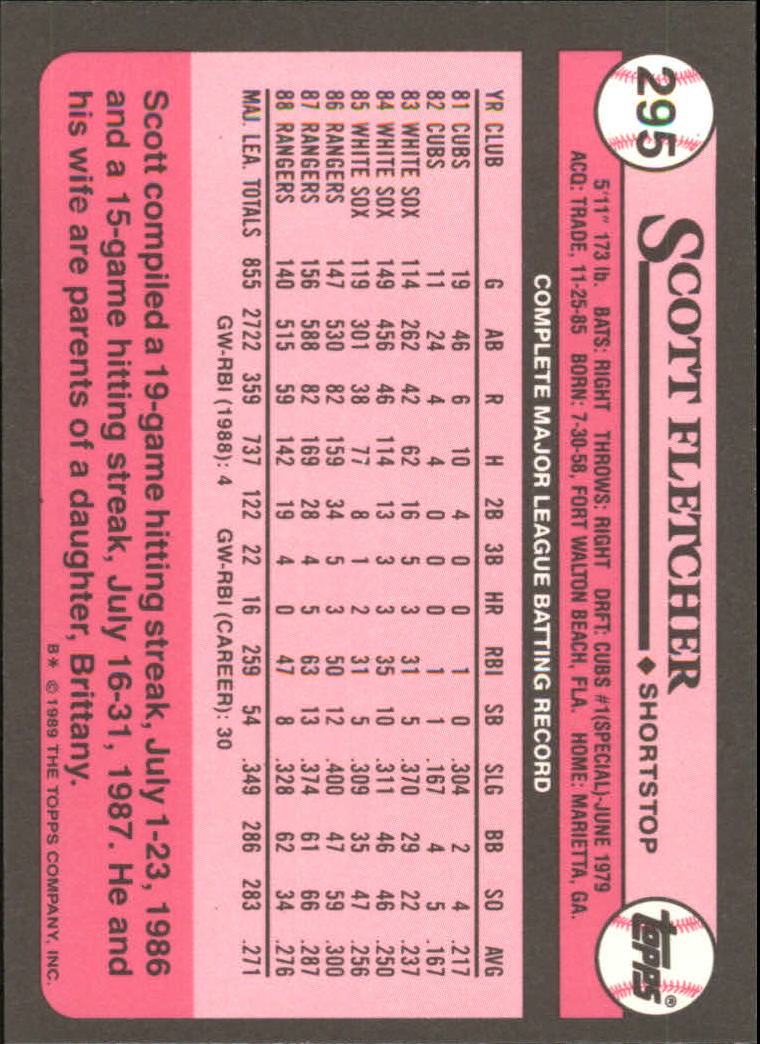 295
SCOTT FLETCHER
◆ SHORTSTOP
topps®
5'11" 173 lb. BATS: RIGHT THROWS: RIGHT DRFT: CUBS #1(SPECIAL)-JUNE 1979
ACQ: TRADE, 11-25-85 BORN: 7-30-58, FORT WALTON BEACH, FLA. HOME: MARIETTA, GA.
COMPLETE MAJOR LEAGUE BATTING RECORD
YR CLUB G AB R H 2B 3B HR RBI SB SLG BB SO AVG
81 CUBS 19 46 6 10 4 0 0 1 0 .304 2 4 .217
82 CUBS 11 24 4 4 0 0 0 1 1 .167 4 5 .167
83 WHITE SOX 114 262 42 62 16 5 3 31 5 .370 29 22 .237
84 WHITE SOX 149 456 46 114 13 3 3 35 10 .311 46 46 .250
85 WHITE SOX 119 301 38 77 8 1 2 31 5 .309 35 47 .256
86 RANGERS 147 530 82 159 34 5 3 50 12 .400 47 59 .300
87 RANGERS 156 588 82 169 28 4 5 63 13 .374 61 66 .287
88 RANGERS 140 515 59 142 19 4 0 47 8 .328 62 34 .276
MAJ. LEA. TOTALS 855 2722 359 737 122 22 16 259 54 .349 286 283 .271
GW-RBI (1988): 4 GW-RBI (CAREER): 30
Scott compiled a 19-game hitting streak, July 1-23, 1986
and a 15-game hitting streak, July 16-31, 1987. He and
his wife are parents of a daughter, Brittany.
B* © 1989 THE TOPPS COMPANY, INC.